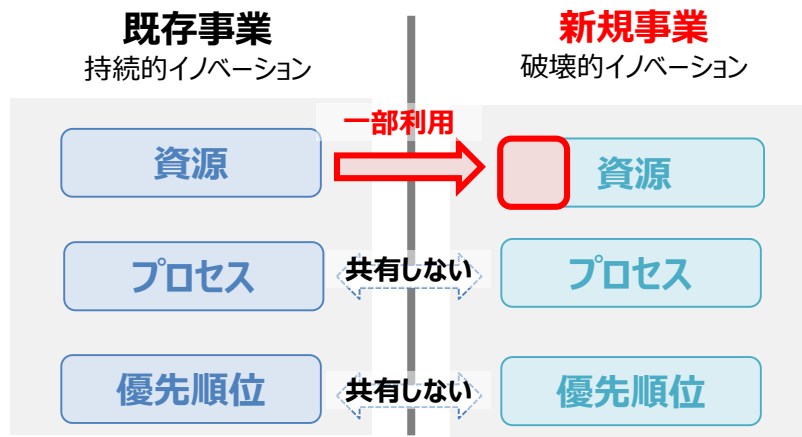 既存事業
持続的イノベーション
新規事業
破壊的イノベーション
一部利用
資源
資源
プロセス
共有しない
プロセス
優先順位
共有しない
優先順位